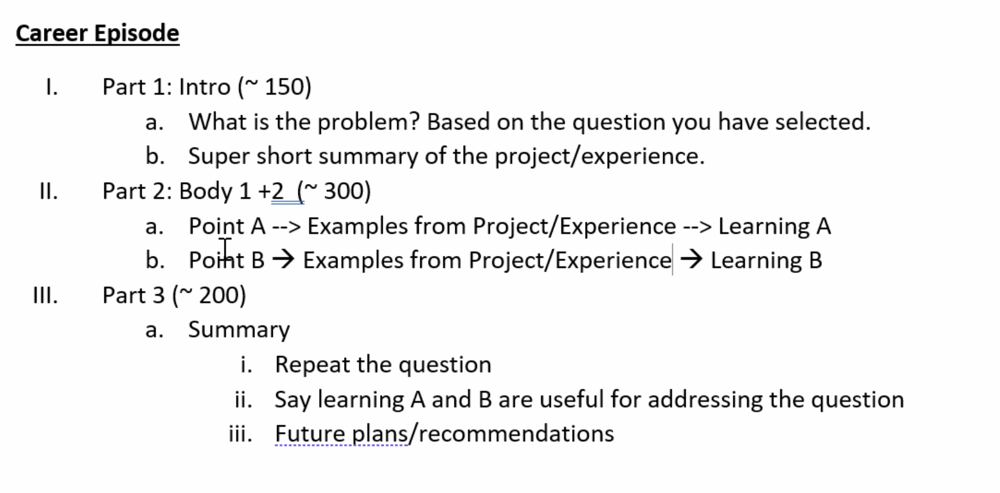 Career Episode
I. Part 1: Intro (~ 150)
a. What is the problem? Based on the question you have selected.
b. Super short summary of the project/experience.
II. Part 2: Body 1 +2  (~ 300)
a. Point A --> Examples from Project/Experience --> Learning A
b. Point B → Examples from Project/Experience → Learning B
III. Part 3 (~ 200)
a. Summary
i. Repeat the question
ii. Say learning A and B are useful for addressing the question
iii. Future plans/recommendations